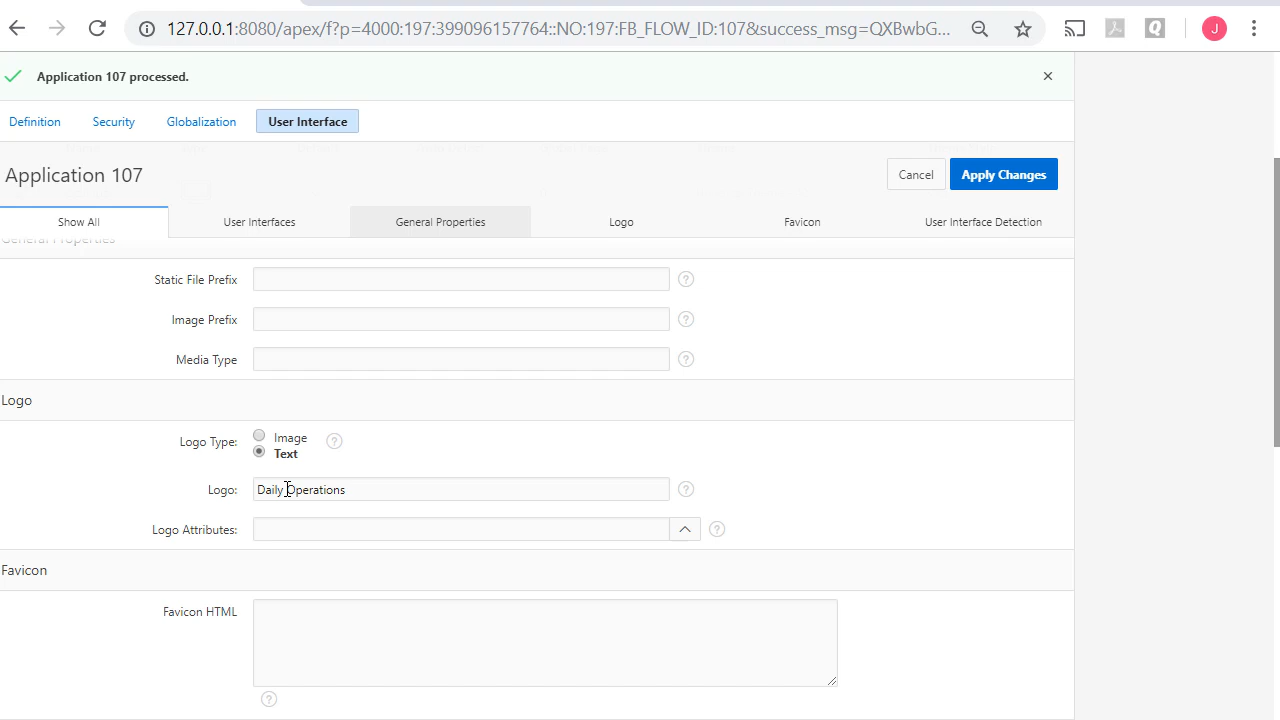 127.0.0.1:8080/apex/f?p=4000:197:399096157764::NO:197:FB_FLOW_ID:107&success_msg=QXBwbG...
J
Application 107 processed.
Definition Security Globalization User Interface
Application 107
Cancel Apply Changes
Show All User Interfaces General Properties Logo Favicon User Interface Detection
General Properties
Static File Prefix
Image Prefix
Media Type
Logo
Logo Type: Image
Text
Logo: Daily Operations
Logo Attributes:
Favicon
Favicon HTML